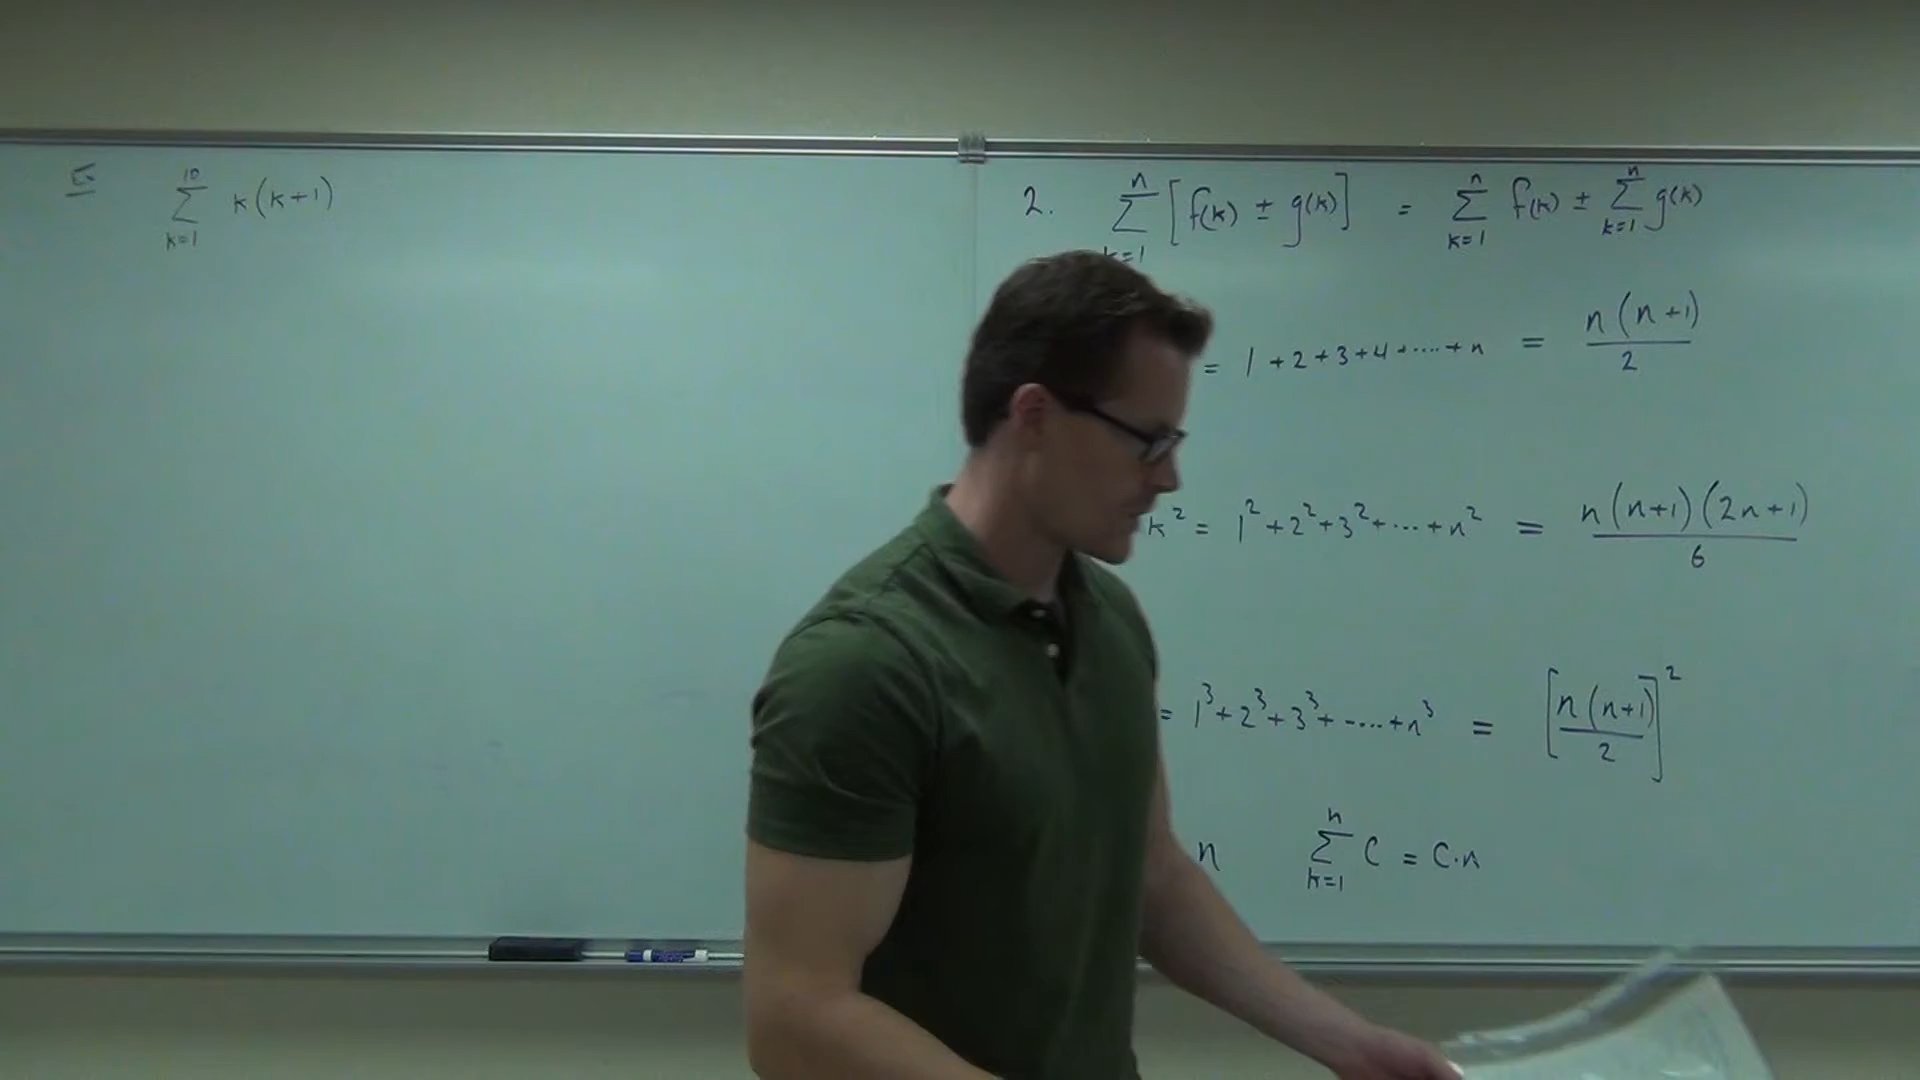 Ex
10
∑ k(k+1)
k=1
2. n n n
∑ [f(k) ± g(k)] = ∑ f(k) ± ∑ g(k)
k=1 k=1 k=1
= 1+2+3+4+....+n = n(n+1)/2
k² = 1²+2²+3²+...+n² = n(n+1)(2n+1)/6
= 1³+2³+3³+....+n³ = [n(n+1)/2]²
n
n ∑ C = C·n
k=1